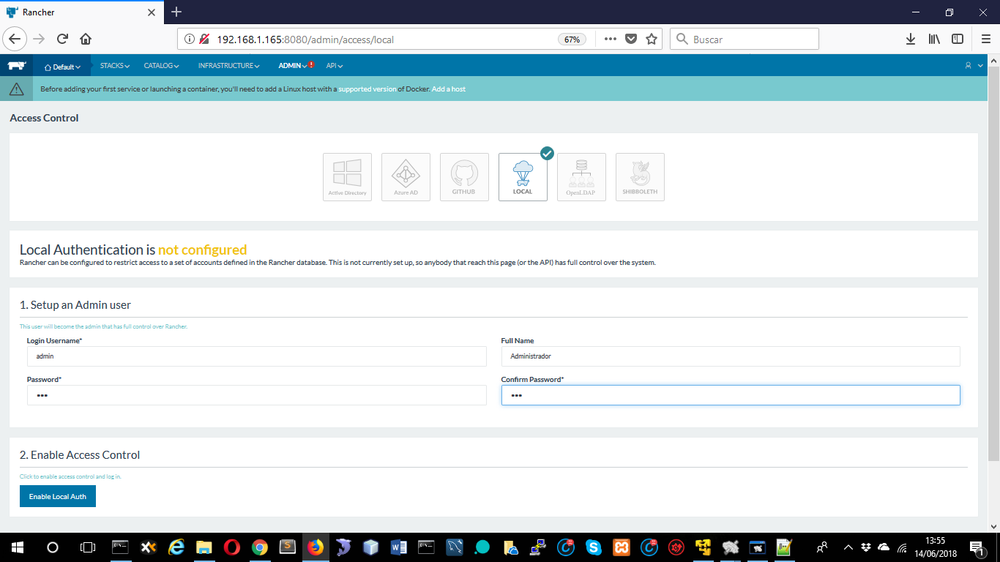 Rancher
192.168.1.165:8080/admin/access/local
67%
Buscar
Default
STACKS
CATALOG
INFRASTRUCTURE
ADMIN
API
Before adding your first service or launching a container, you'll need to add a Linux host with a supported version of Docker. Add a host
Access Control
Active Directory
Azure AD
GITHUB
LOCAL
OpenLDAP
SHIBBOLETH
Local Authentication is not configured
Rancher can be configured to restrict access to a set of accounts defined in the Rancher database. This is not currently set up, so anybody that reach this page (or the API) has full control over the system.
1. Setup an Admin user
This user will become the admin that has full control over Rancher.
Login Username*
Full Name
admin
Administrador
Password*
Confirm Password*
•••
•••
2. Enable Access Control
Click to enable access control and log in.
Enable Local Auth
13:55
14/06/2018
1